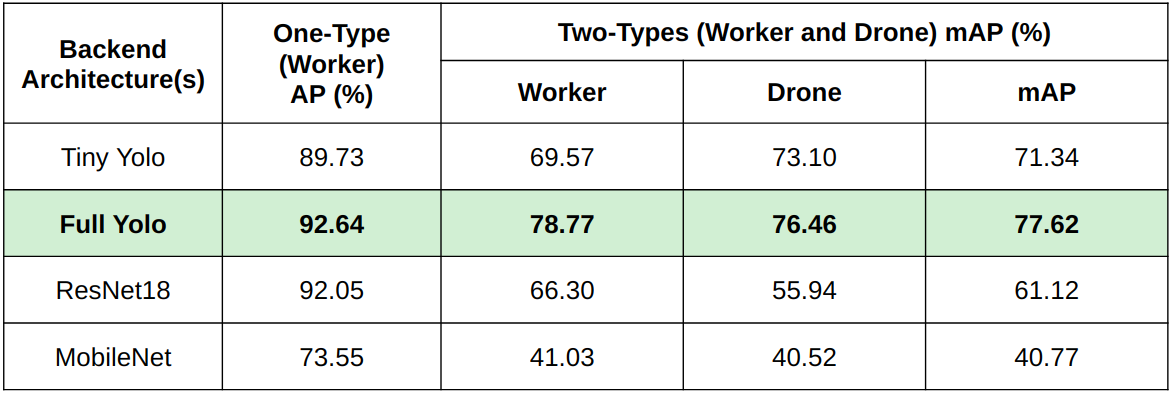 Backend
Architecture(s)
One-Type
(Worker)
AP (%)
Two-Types (Worker and Drone) mAP (%)
Worker Drone mAP
Tiny Yolo 89.73 69.57 73.10 71.34
Full Yolo 92.64 78.77 76.46 77.62
ResNet18 92.05 66.30 55.94 61.12
MobileNet 73.55 41.03 40.52 40.77